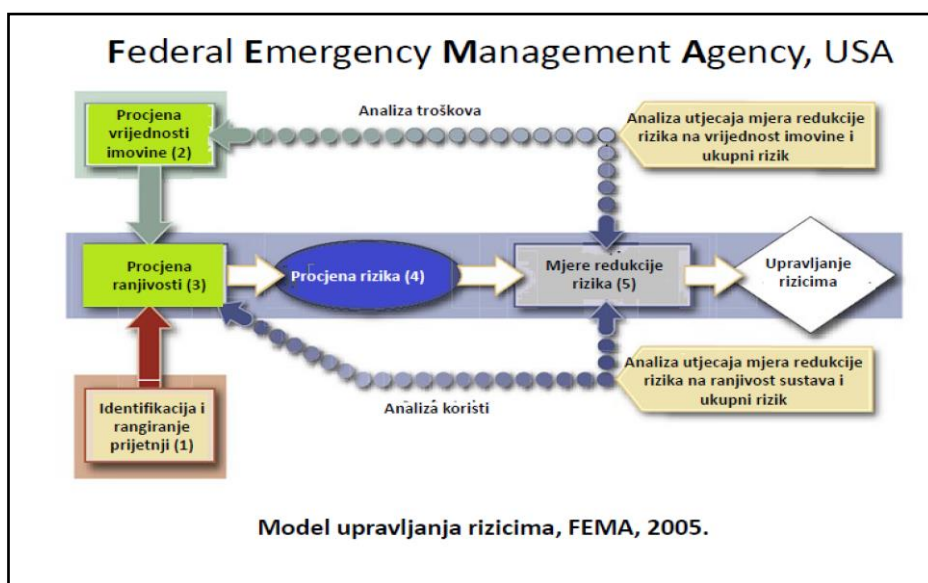 Federal Emergency Management Agency, USA
Procjena
vrijednosti
imovine (2)
Analiza troškova
Analiza utjecaja mjera redukcije
rizika na vrijednost imovine i
ukupni rizik
Procjena
ranjivosti (3)
Procjena rizika (4)
Mjere redukcije
rizika (5)
Upravljanje
rizicima
Identifikacija i
rangiranje
prijetnji (1)
Analiza koristi
Analiza utjecaja mjera redukcije
rizika na ranjivost sustava i
ukupni rizik
Model upravljanja rizicima, FEMA, 2005.